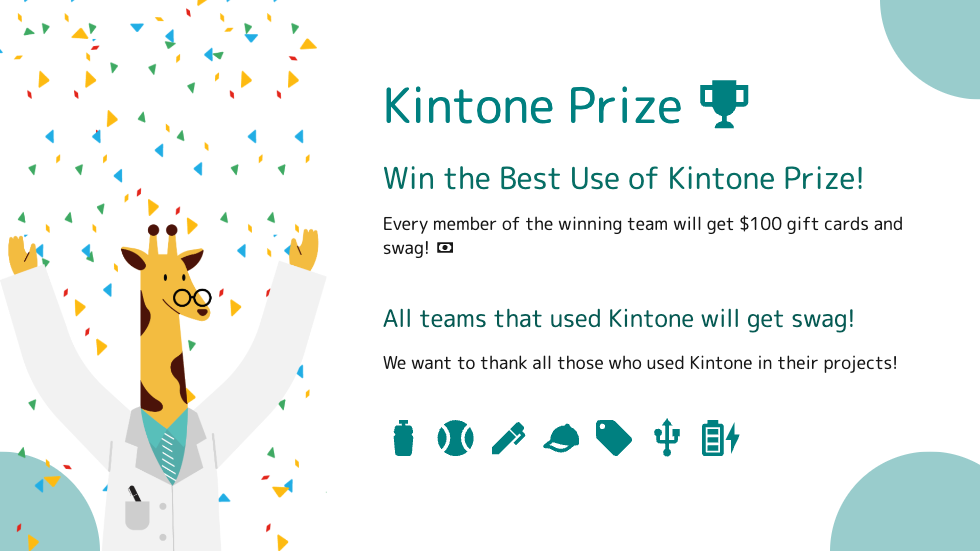 Kintone Prize
Win the Best Use of Kintone Prize!
Every member of the winning team will get $100 gift cards and
swag!
All teams that used Kintone will get swag!
We want to thank all those who used Kintone in their projects!